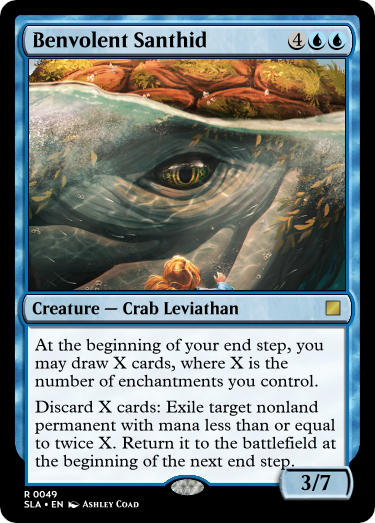 Benvolent Santhid 4
Creature — Crab Leviathan
At the beginning of your end step, you
may draw X cards, where X is the
number of enchantments you control.
Discard X cards: Exile target nonland
permanent with mana less than or equal
to twice X. Return it to the battlefield at
the beginning of the next end step.
3/7
R 0049
SLA • EN Ashley Coad